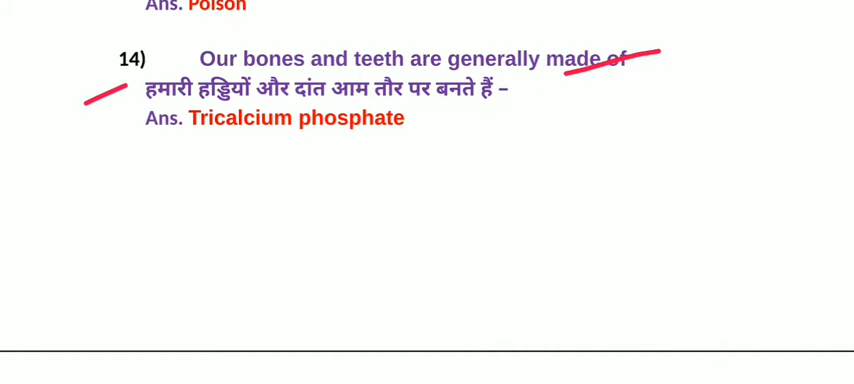 Ans. Poison
14) Our bones and teeth are generally made of
हमारी हड्डियों और दांत आम तौर पर बनते हैं –
Ans. Tricalcium phosphate